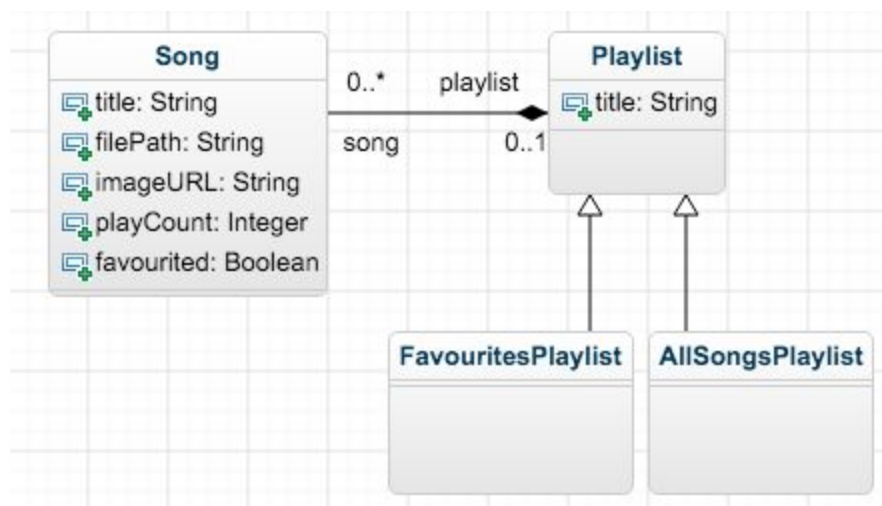 Song
title: String
filePath: String
imageURL: String
playCount: Integer
favourited: Boolean
0..*
playlist
song
0..1
Playlist
title: String
FavouritesPlaylist
AllSongsPlaylist